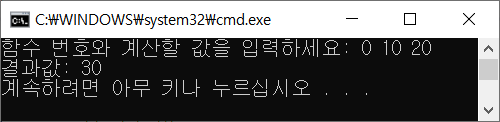 C:\WINDOWS\system32\cmd.exe
함수 번호와 계산할 값을 입력하세요: 0 10 20
결과값: 30
계속하려면 아무 키나 누르십시오 . . .